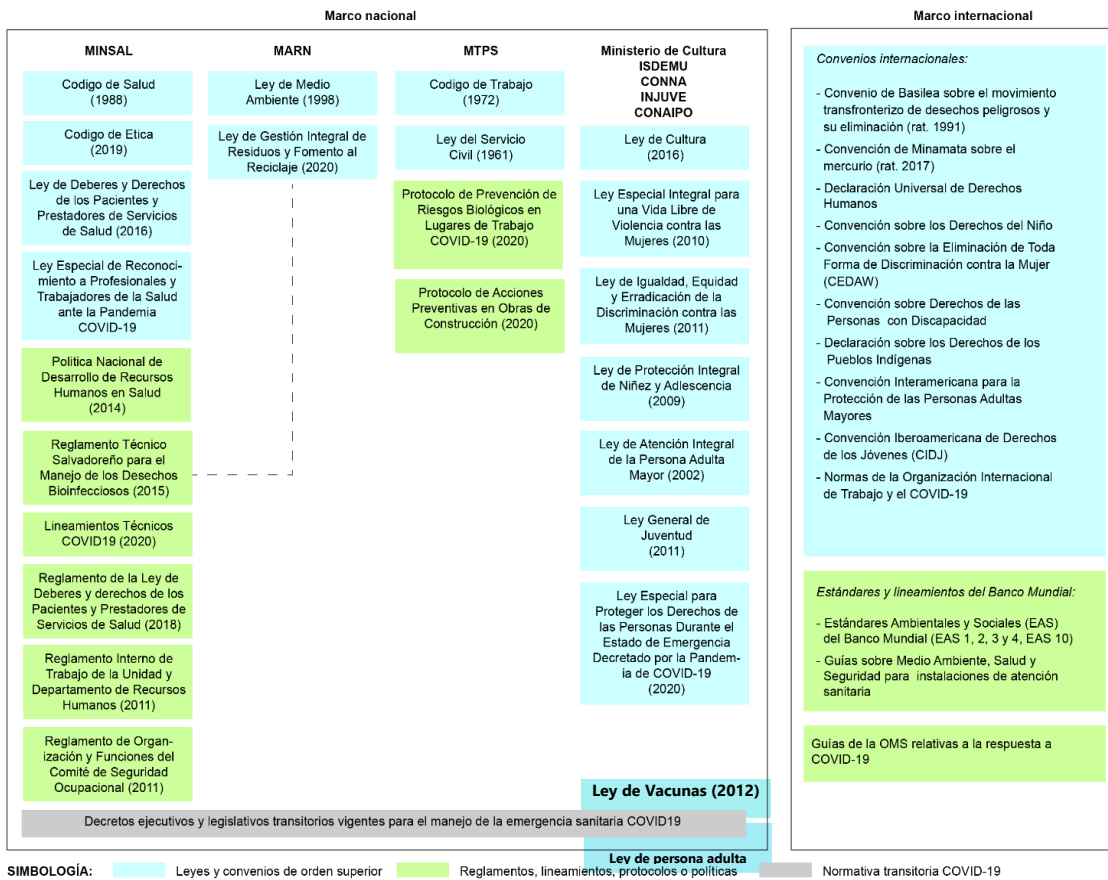 Marco nacional
MINSAL
Codigo de Salud
(1988)
Codigo de Etica
(2019)
Ley de Deberes y Derechos
de los Pacientes y
Prestadores de Servicios
de Salud (2016)
Ley Especial de Reconoci-
miento a Profesionales y
Trabajadores de la Salud
ante la Pandemia
COVID-19
Politica Nacional de
Desarrollo de Recursos
Humanos en Salud
(2014)
Reglamento Técnico
Salvadoreño para el
Manejo de los Desechos
Bioinfecciosos (2015)
Lineamientos Técnicos
COVID19 (2020)
Reglamento de la Ley de
Deberes y derechos de los
Pacientes y Prestadores de
Servicios de Salud (2018)
Reglamento Interno de
Trabajo de la Unidad y
Departamento de Recursos
Humanos (2011)
Reglamento de Organ-
ización y Funciones del
Comité de Seguridad
Ocupacional (2011)
MARN
Ley de Medio
Ambiente (1998)
Ley de Gestión Integral de
Residuos y Fomento al
Reciclaje (2020)
MTPS
Codigo de Trabajo
(1972)
Ley del Servicio
Civil (1961)
Protocolo de Prevención de
Riesgos Biológicos en
Lugares de Trabajo
COVID-19 (2020)
Protocolo de Acciones
Preventivas en Obras de
Construcción (2020)
Ministerio de Cultura
ISDEMU
CONNA
INJUVE
CONAIPO
Ley de Cultura
(2016)
Ley Especial Integral para
una Vida Libre de
Violencia contra las
Mujeres (2010)
Ley de Igualdad, Equidad
y Erradicación de la
Discriminación contra las
Mujeres (2011)
Ley de Protección Integral
de Niñez y Adlescencia
(2009)
Ley de Atención Integral
de la Persona Adulta
Mayor (2002)
Ley General de
Juventud
(2011)
Ley Especial para
Proteger los Derechos de
las Personas Durante el
Estado de Emergencia
Decretado por la Pandem-
ia de COVID-19
(2020)
Ley de Vacunas (2012)
Decretos ejecutivos y legislativos transitorios vigentes para el manejo de la emergencia sanitaria COVID19
Ley de persona adulta
Marco internacional
Convenios internacionales:
- Convenio de Basilea sobre el movimiento
transfronterizo de desechos peligrosos y
su eliminación (rat. 1991)
- Convención de Minamata sobre el
mercurio (rat. 2017)
- Declaración Universal de Derechos
Humanos
- Convención sobre los Derechos del Niño
- Convención sobre la Eliminación de Toda
Forma de Discriminación contra la Mujer
(CEDAW)
- Convención sobre Derechos de las
Personas con Discapacidad
- Declaración sobre los Derechos de los
Pueblos Indígenas
- Convención Interamericana para la
Protección de las Personas Adultas
Mayores
- Convención Iberoamericana de Derechos
de los Jóvenes (CIDJ)
- Normas de la Organización Internacional
de Trabajo y el COVID-19
Estándares y lineamientos del Banco Mundial:
- Estándares Ambientales y Sociales (EAS)
del Banco Mundial (EAS 1, 2, 3 y 4, EAS 10)
- Guías sobre Medio Ambiente, Salud y
Seguridad para instalaciones de atención
sanitaria
Guías de la OMS relativas a la respuesta a
COVID-19
SIMBOLOGÍA:
Leyes y convenios de orden superior
Reglamentos, lineamientos, protocolos o políticas
Normativa transitoria COVID-19